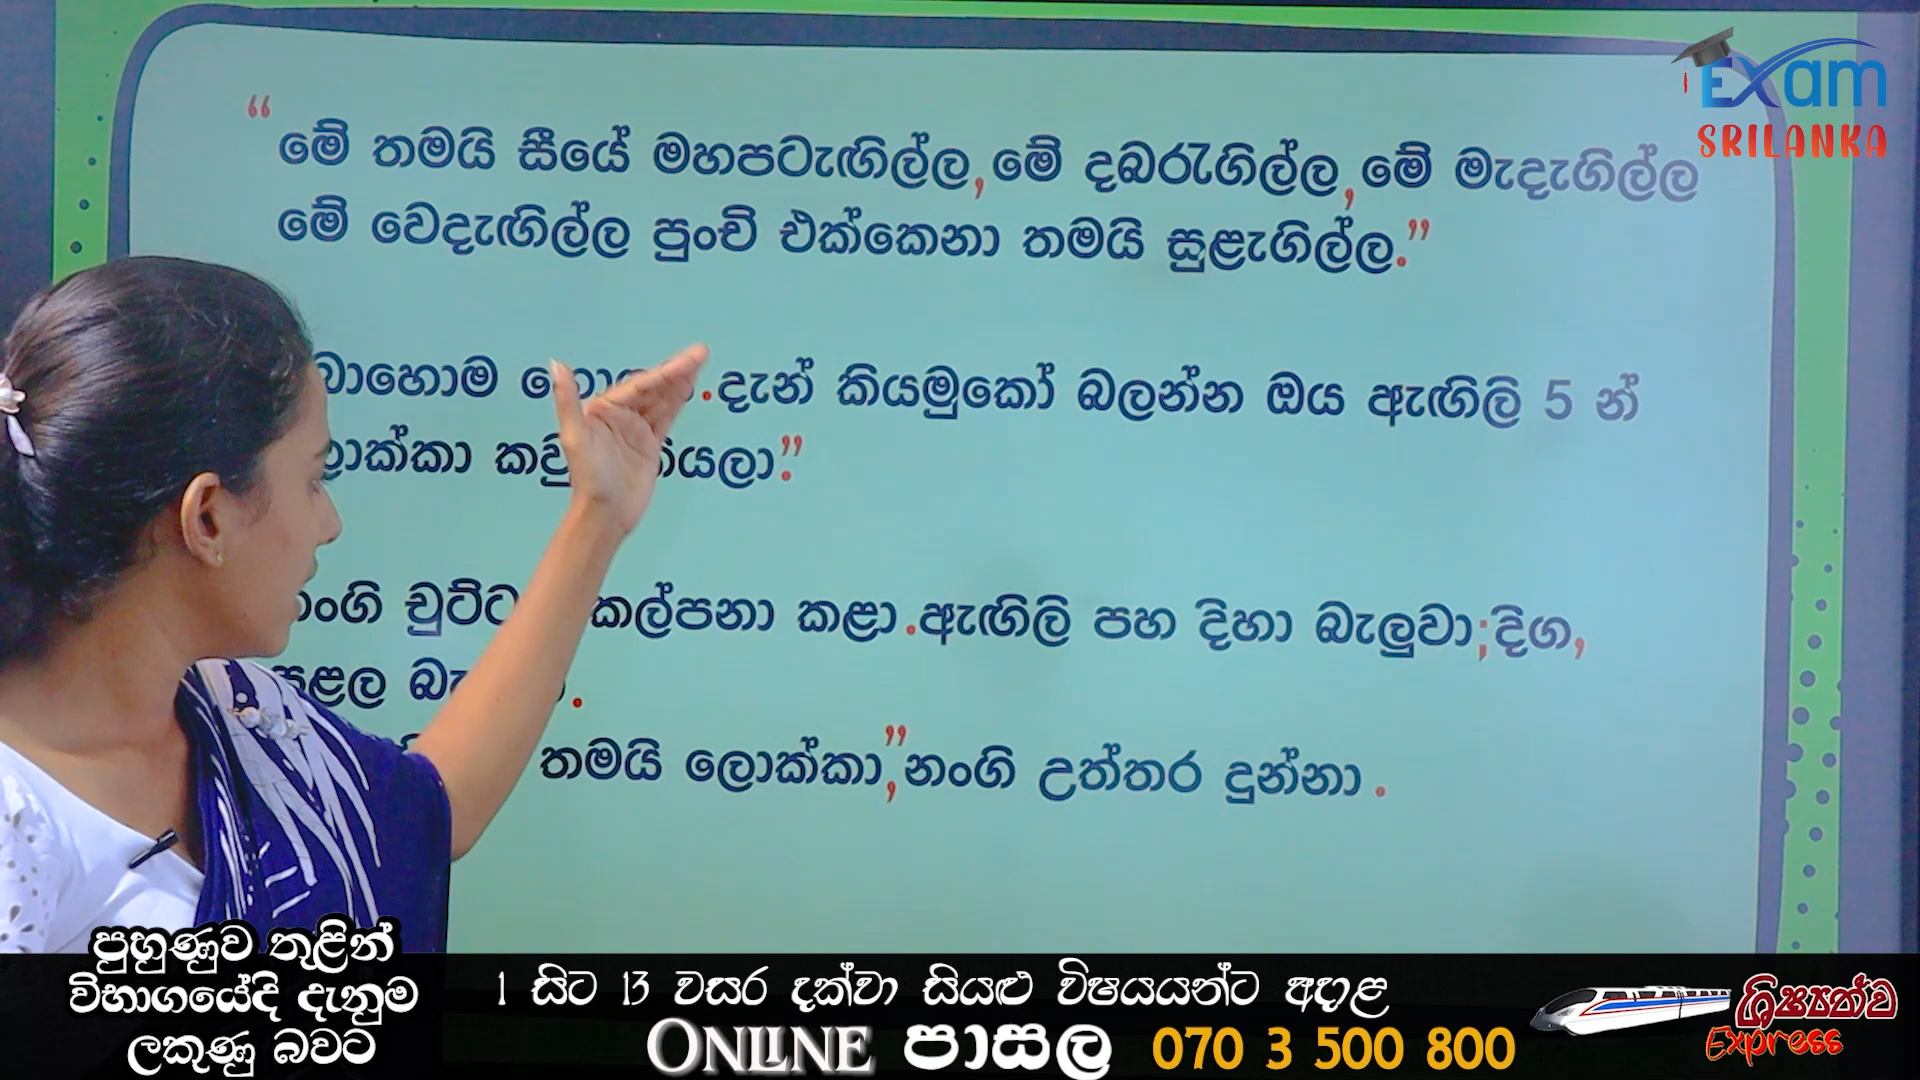 Exam
SRILANKA
“ මේ තමයි සීයේ මහපටැඟිල්ල, මේ දබරැගිල්ල, මේ මැදැගිල්ල
මේ වෙදැඟිල්ල පුංචි එක්කෙනා තමයි සුළැගිල්ල.”
බාහොම . දැන් කියමුකෝ බලන්න ඔය ඇඟිලි 5 න්
ලොක්කා කියලා.”
නංගි චුට්ට කල්පනා කළා . ඇඟිලි පහ දිහා බැලුවා; දිග,
පළල .
තමයි ලොක්කා,” නංගි උත්තර දුන්නා .
පුහුණුව තුළින්
විභාගයේදි දැනුම
ලකුණු බවට
1 සිට 13 වසර දක්වා සියළු විෂයයන්ට අදාළ
ONLINE පාසල 070 3 500 800
ශිෂ්‍යත්ව
Express